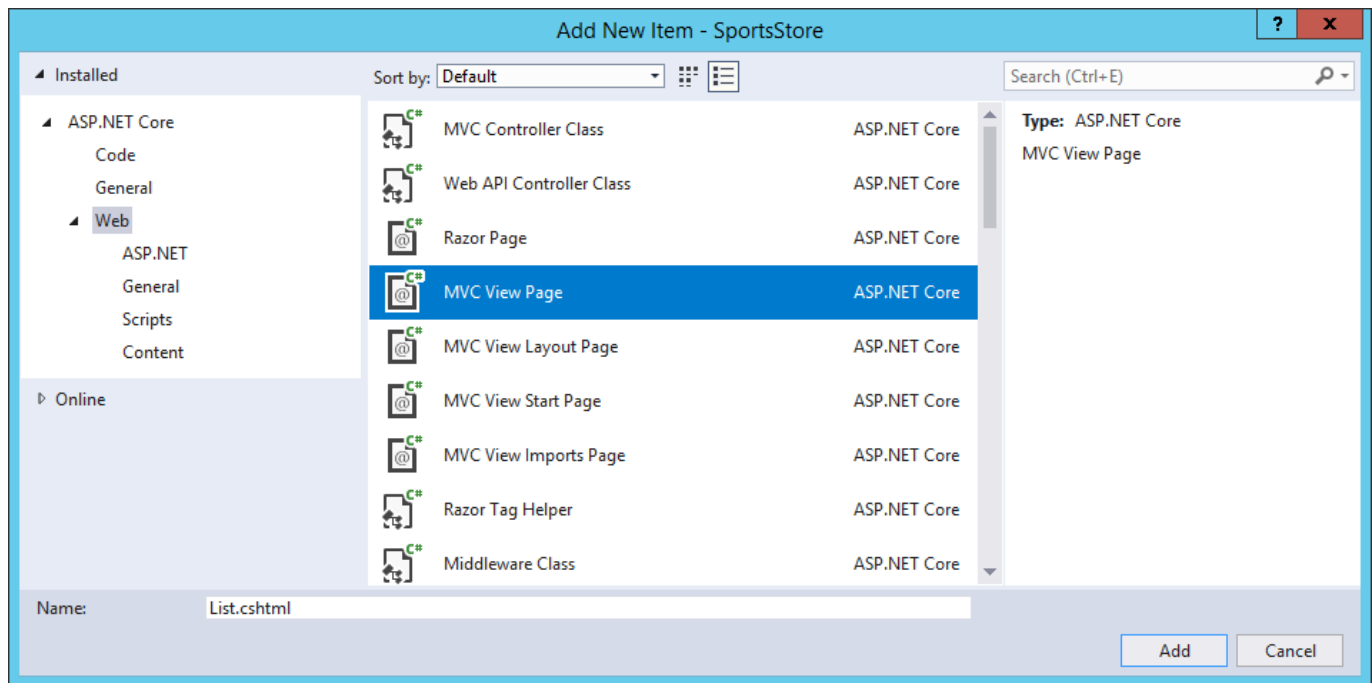 Add New Item - SportsStore
? x
Installed
Sort by: Default
Search (Ctrl+E)
ASP.NET Core
Code
General
Web
ASP.NET
General
Scripts
Content
Online
C# MVC Controller Class ASP.NET Core
C# Web API Controller Class ASP.NET Core
C# @ Razor Page ASP.NET Core
C# @ MVC View Page ASP.NET Core
C# @ MVC View Layout Page ASP.NET Core
C# @ MVC View Start Page ASP.NET Core
C# @ MVC View Imports Page ASP.NET Core
C# Razor Tag Helper ASP.NET Core
C# Middleware Class ASP.NET Core
Type: ASP.NET Core
MVC View Page
Name: List.cshtml
Add Cancel